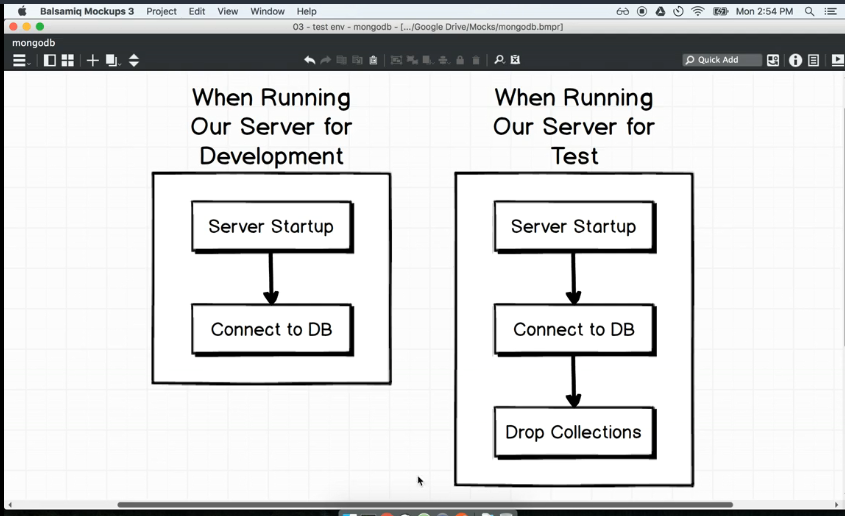 Balsamiq Mockups 3 Project Edit View Window Help Mon 2:54 PM
03 - test env - mongodb - [.../Google Drive/Mocks/mongodb.bmpr]
mongodb
Quick Add
When Running
Our Server for
Development
Server Startup
Connect to DB
When Running
Our Server for
Test
Server Startup
Connect to DB
Drop Collections